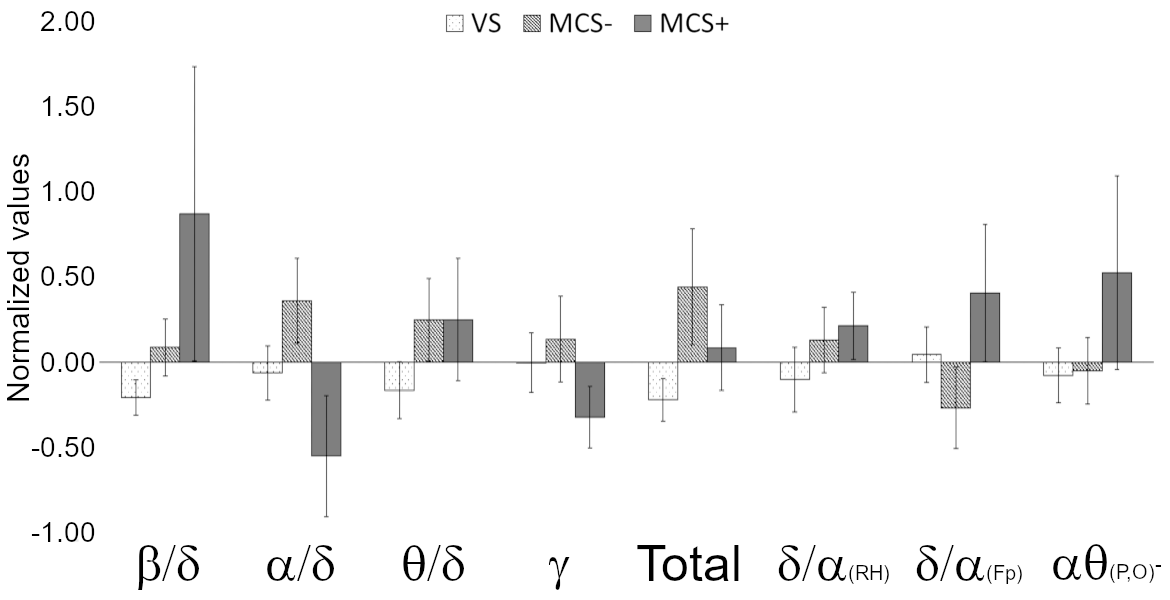 VS MCS- MCS+
2.00
1.50
1.00
0.50
0.00
-0.50
-1.00
Normalized values
β/δ α/δ θ/δ γ Total δ/α(RH) δ/α(Fp) αθ(P,O)-